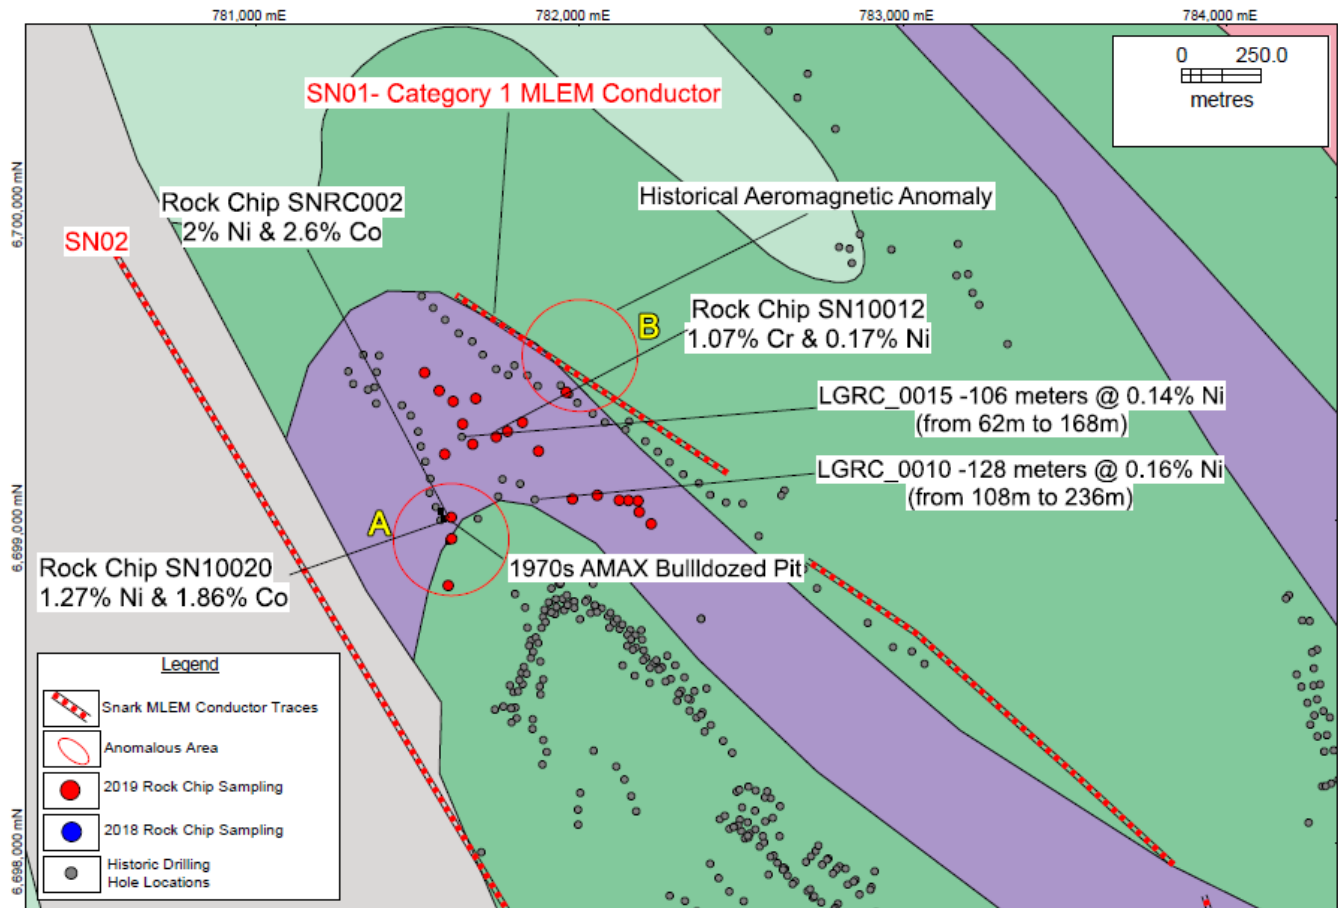 781,000 mE
782,000 mE
783,000 mE
784,000 mE
0 250.0
metres
SN01- Category 1 MLEM Conductor
6,700,000 mN
Rock Chip SNRC002
2% Ni & 2.6% Co
Historical Aeromagnetic Anomaly
SN02
B
Rock Chip SN10012
1.07% Cr & 0.17% Ni
LGRC_0015 -106 meters @ 0.14% Ni
(from 62m to 168m)
LGRC_0010 -128 meters @ 0.16% Ni
(from 108m to 236m)
6,699,000 mN
A
Rock Chip SN10020
1.27% Ni & 1.86% Co
1970s AMAX Bullldozed Pit
Legend
Snark MLEM Conductor Traces
Anomalous Area
2019 Rock Chip Sampling
2018 Rock Chip Sampling
Historic Drilling
Hole Locations
6,698,000 mN